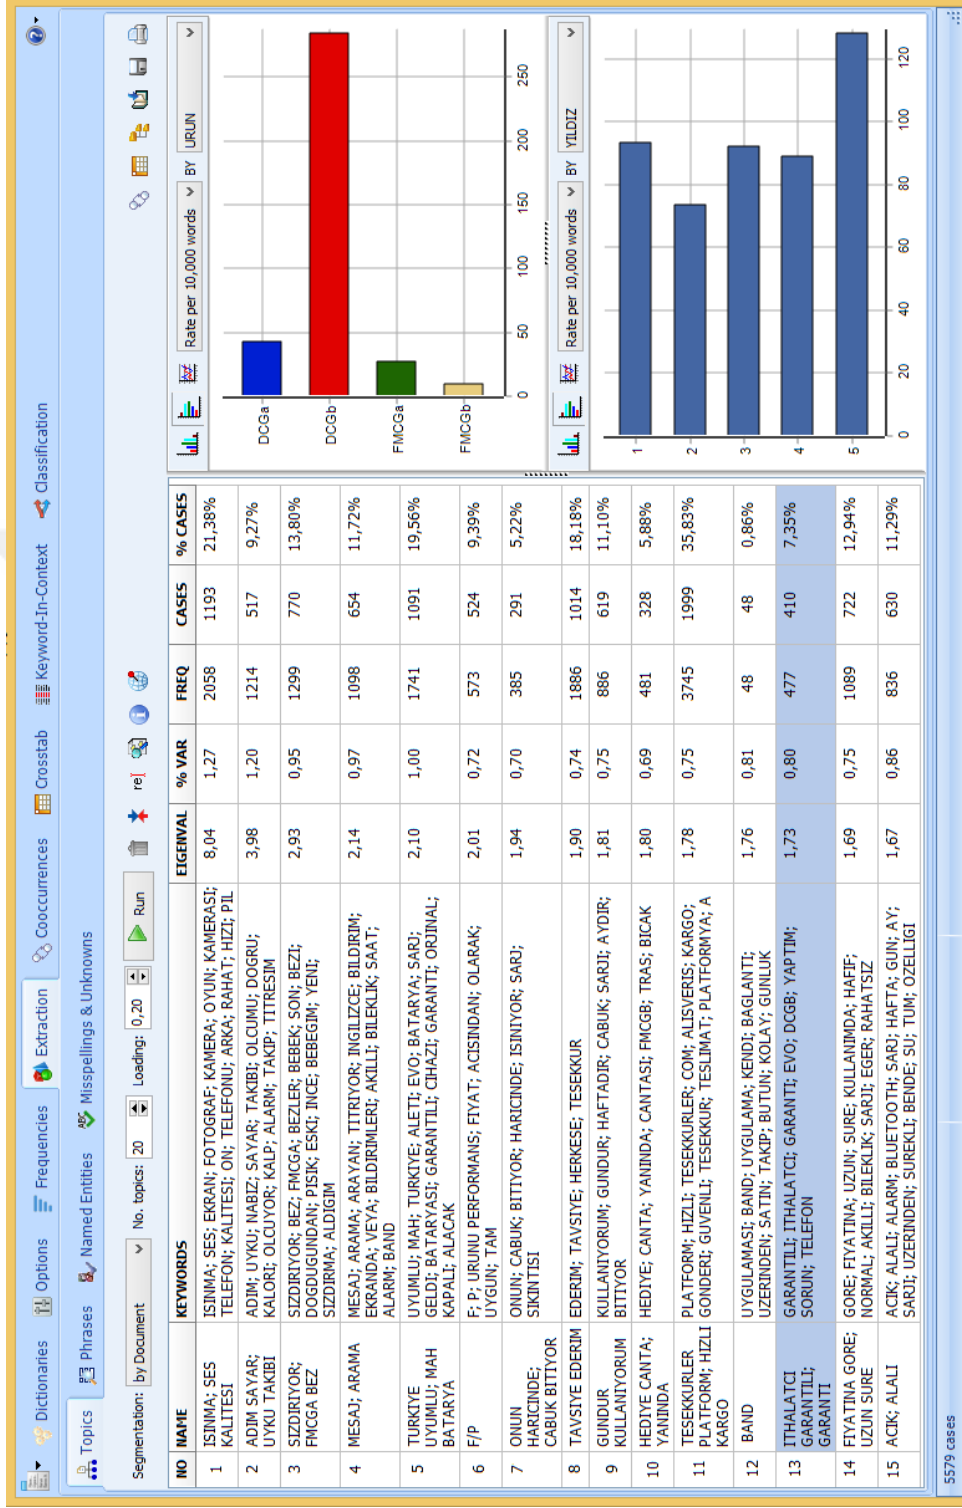 Dictionaries Options Frequencies Extraction Cooccurrences Crosstab Keyword-In-Context Classification
Topics Phrases Named Entities Misspellings & Unknowns
Segmentation: by Document No. topics: 20 Loading: 0,20 Run
NO NAME KEYWORDS EIGENVAL % VAR FREQ CASES % CASES
1 ISINMA; SES KALITESI ISINMA; SES; EKRAN; FOTOGRAF; KAMERA; OYUN; KAMERASI; 8,04 1,27 2058 1193 21,38%
TELEFON; KALITESI; ON; TELEFONU; ARKA; RAHAT; HIZI; PIL
2 ADIM SAYAR; UYKU TAKIBI ADIM; UYKU; NABIZ; SAYAR; TAKIBI; OLCUMU; DOGRU; 3,98 1,20 1214 517 9,27%
KALORI; OLCUYOR; KALP; ALARM; TAKIP; TITRESIM
3 SIZDIRIYOR; FMCGA BEZ SIZDIRIYOR; BEZ; FMCGA; BEZLER; BEBEK; SON; BEZI; 2,93 0,95 1299 770 13,80%
DOGDUGUNDAN; PISIK; ESKI; INCE; BEBEGIM; YENI;
SIZDIRMA; ALDIGIM
4 MESAJ; ARAMA MESAJ; ARAMA; ARAYAN; TITRIYOR; INGILIZCE; BILDIRIM; 2,14 0,97 1098 654 11,72%
EKRANDA; VEYA; BILDIRIMLERI; AKILLI; BILEKLIK; SAAT;
ALARM; BAND
5 TURKIYE UYUMLU; MAH BATARYA UYUMLU; MAH; TURKIYE; ALETI; EVO; BATARYA; SARJ; 2,10 1,00 1741 1091 19,56%
GELDI; BATARYASI; GARANTILI; CIHAZI; GARANTI; ORJINAL;
KAPALI; ALACAK
6 F/P F; P; URUNU PERFORMANS; FIYAT; ACISINDAN; OLARAK; 2,01 0,72 573 524 9,39%
UYGUN; TAM
7 ONUN HARICINDE; CABUK BITTIYOR ONUN; CABUK; BITTIYOR; HARICINDE; ISINIYOR; SARJ; 1,94 0,70 385 291 5,22%
SIKINTISI
8 TAVSIYE EDERIM EDERIM; TAVSIYE; HERKESE; TESEKKUR 1,90 0,74 1886 1014 18,18%
9 GUNDUR KULLANIYORUM KULLANIYORUM; GUNDUR; HAFTADIR; CABUK; SARJI; AYDIR; 1,81 0,75 886 619 11,10%
BITTIYOR
10 HEDIYE CANTA; YANINDA HEDIYE; CANTA; YANINDA; CANTASI; FMCGB; TRAS; BICAK 1,80 0,69 481 328 5,88%
11 TESEKKURLER PLATFORM; HIZLI KARGO PLATFORM; HIZLI; TESEKKURLER; COM; ALISVERIS; KARGO; 1,78 0,75 3745 1999 35,83%
GONDERI; GUVENLI; TESEKKUR; TESLIMAT; PLATFORMYA; A
12 BAND UYGULAMASI; BAND; UYGULAMA; KENDI; BAGLANTI; 1,76 0,81 48 48 0,86%
UZERINDEN; SATIN; TAKIP; BUTUN; KOLAY; GUNLUK
13 ITHALATCI GARANTILI; GARANTI GARANTILI; ITHALATCI; GARANTI; EVO; DCGB; YAPTIM; 1,73 0,80 477 410 7,35%
SORUN; TELEFON
14 FIYATINA GORE; UZUN SURE GORE; FIYATINA; UZUN; SURE; KULLANIMDA; HAFIF; 1,69 0,75 1089 722 12,94%
NORMAL; AKILLI; BILEKLIK; SARJI; EGER; RAHATSIZ
15 ACIK; ALALI ACIK; ALALI; ALARM; BLUETOOTH; SARJ; HAFTA; GUN; AY; 1,67 0,86 836 630 11,29%
SARJI; UZERINDEN; SUREKLI; BENDE; SU; TUM; OZELLIGI
Rate per 10,000 words BY URUN
DCGa
DCGb
FMCGa
FMCGb
0 50 100 150 200 250
Rate per 10,000 words BY YILDIZ
1
2
3
4
5
0 20 40 60 80 100 120
5579 cases